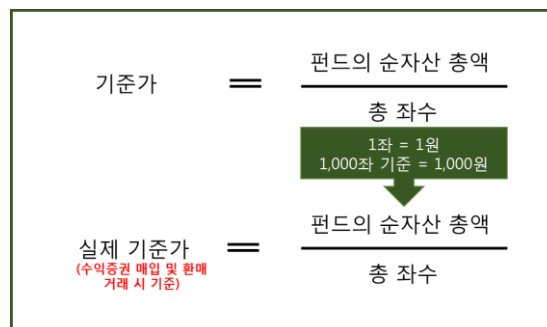 기준가 = 펀드의 순자산 총액
총 좌수
1좌 = 1원
1,000좌 기준 = 1,000원
실제 기준가 = 펀드의 순자산 총액
(수익증권 매입 및 환매
거래 시 기준)
총 좌수